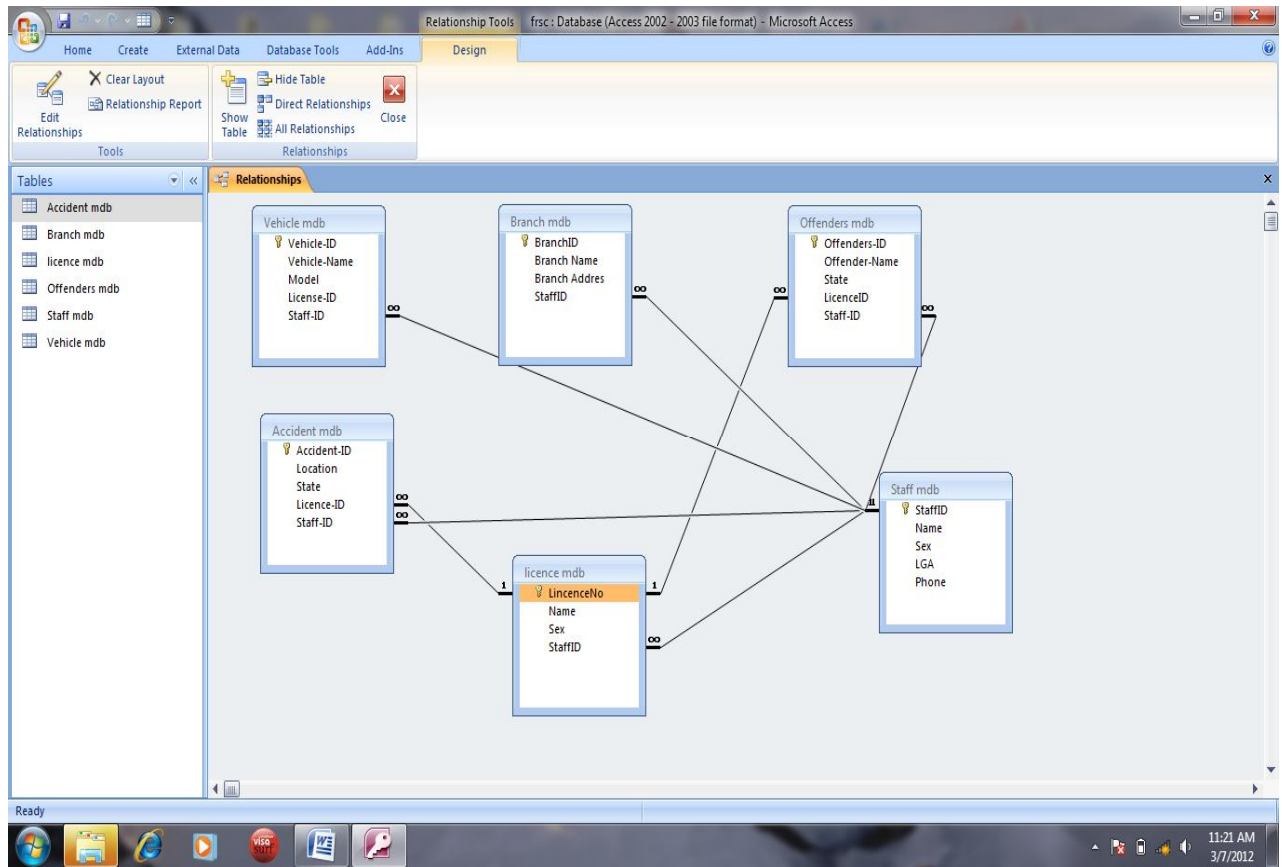 Relationship Tools frsc : Database (Access 2002 - 2003 file format) - Microsoft Access
Home Create External Data Database Tools Add-Ins Design
Edit Relationships
Clear Layout
Relationship Report
Tools
Show Table
Hide Table
Direct Relationships
All Relationships
Close
Relationships
Tables
Accident mdb
Branch mdb
licence mdb
Offenders mdb
Staff mdb
Vehicle mdb
Relationships
Vehicle mdb
Vehicle-ID
Vehicle-Name
Model
License-ID
Staff-ID
∞
Branch mdb
BranchID
Branch Name
Branch Addres
StaffID
∞
Offenders mdb
Offenders-ID
Offender-Name
State
LicenceID
Staff-ID
∞
∞
Accident mdb
Accident-ID
Location
State
Licence-ID
Staff-ID
∞
∞
licence mdb
LincenceNo
Name
Sex
StaffID
1
1
∞
Staff mdb
StaffID
Name
Sex
LGA
Phone
Ready
11:21 AM
3/7/2012